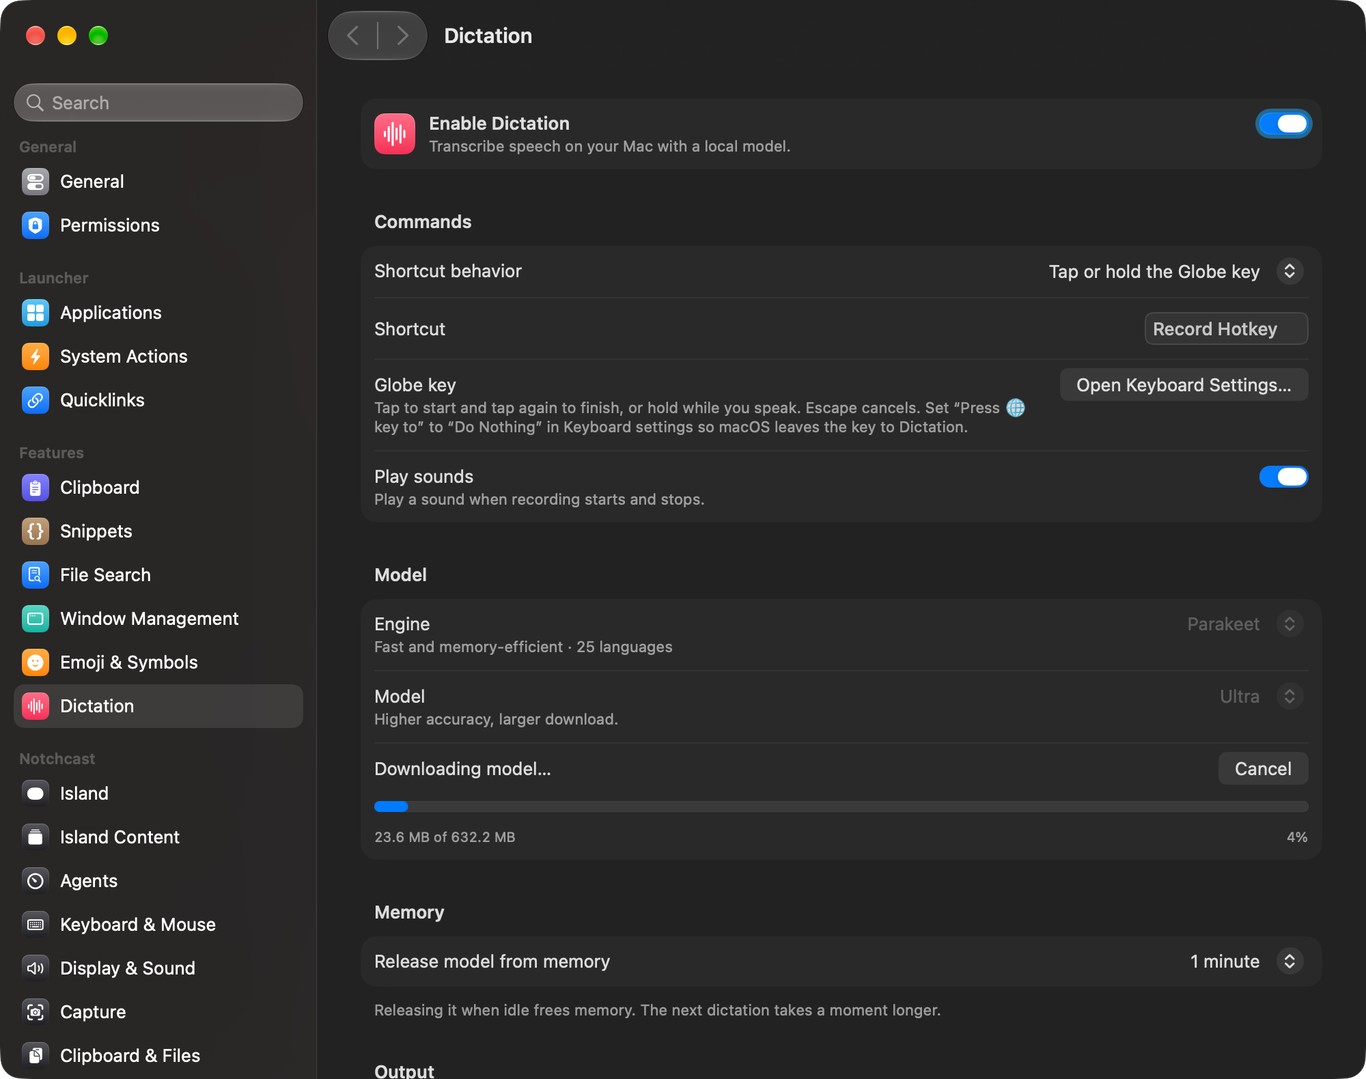 Dictation
Search
General
General
Permissions
Launcher
Applications
System Actions
Quicklinks
Features
Clipboard
Snippets
File Search
Window Management
Emoji & Symbols
Dictation
Notchcast
Island
Island Content
Agents
Keyboard & Mouse
Display & Sound
Capture
Clipboard & Files
Enable Dictation
Transcribe speech on your Mac with a local model.
Commands
Shortcut behavior
Tap or hold the Globe key
Shortcut
Record Hotkey
Globe key
Open Keyboard Settings...
Tap to start and tap again to finish, or hold while you speak. Escape cancels. Set “Press 🌐
key to” to “Do Nothing” in Keyboard settings so macOS leaves the key to Dictation.
Play sounds
Play a sound when recording starts and stops.
Model
Engine
Parakeet
Fast and memory-efficient · 25 languages
Model
Ultra
Higher accuracy, larger download.
Downloading model...
Cancel
23.6 MB of 632.2 MB
4%
Memory
Release model from memory
1 minute
Releasing it when idle frees memory. The next dictation takes a moment longer.
Output